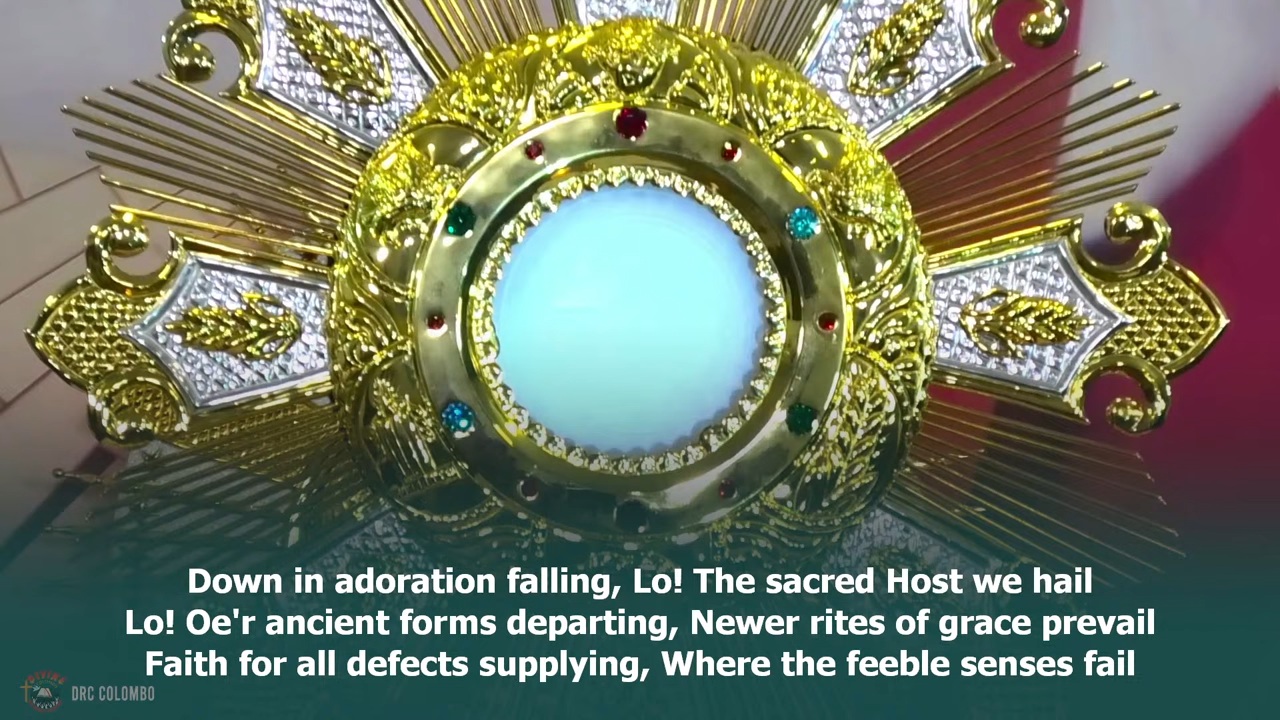 Down in adoration falling, Lo! The sacred Host we hail
Lo! Oe'r ancient forms departing, Newer rites of grace prevail
Faith for all defects supplying, Where the feeble senses fail
DIVINE
DRC COLOMBO